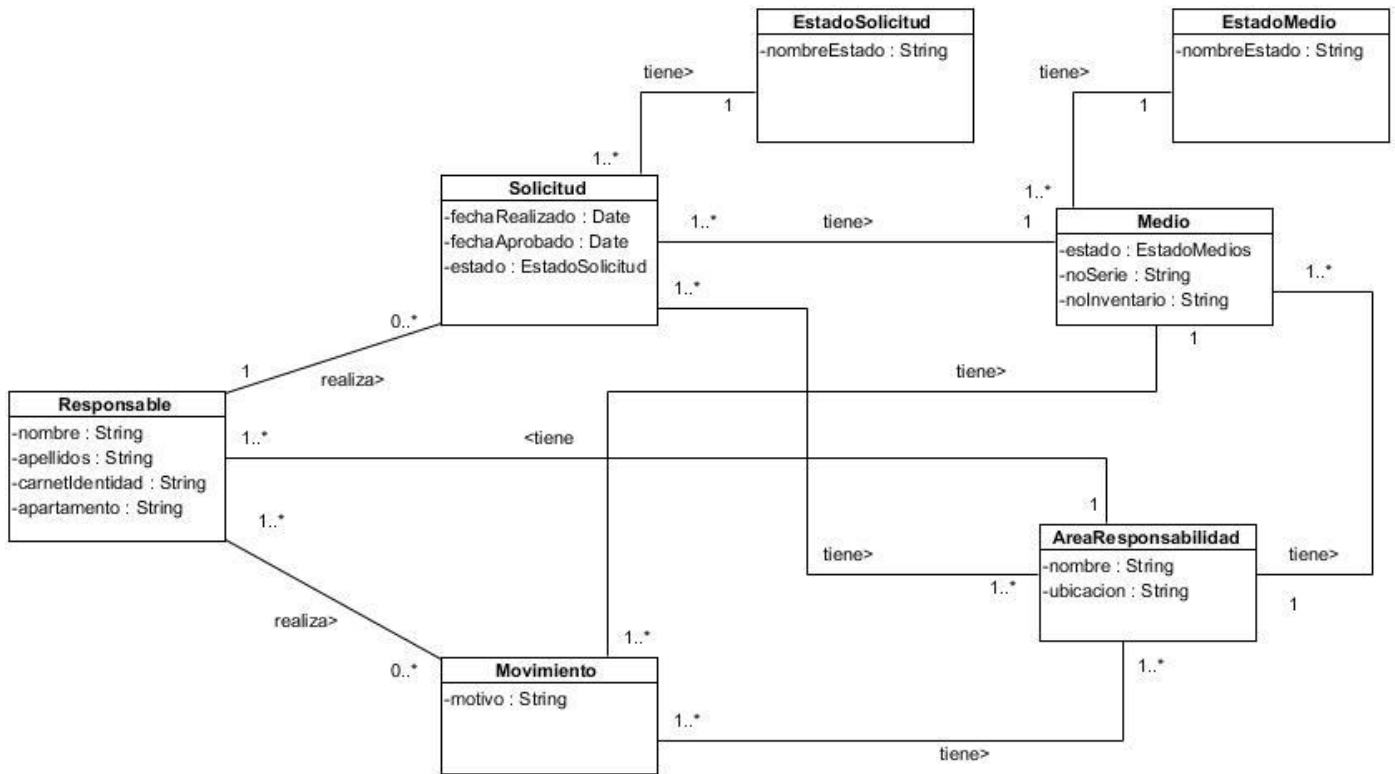 EstadoSolicitud
-nombreEstado : String
EstadoMedio
-nombreEstado : String
tiene>
1
1..*
tiene>
1
1..*
Solicitud
-fechaRealizado : Date
-fechaAprobado : Date
-estado : EstadoSolicitud
1..*
tiene>
1
Medio
-estado : EstadoMedios
-noSerie : String
-noInventario : String
1..*
1..*
0..*
1
realiza>
1
tiene>
Responsable
-nombre : String
-apellidos : String
-carnetIdentidad : String
-apartamento : String
1..*
<tiene
1
1..*
tiene>
1..*
AreaResponsabilidad
-nombre : String
-ubicacion : String
tiene>
1
realiza>
0..*
1..*
Movimiento
-motivo : String
1..*
1..*
tiene>